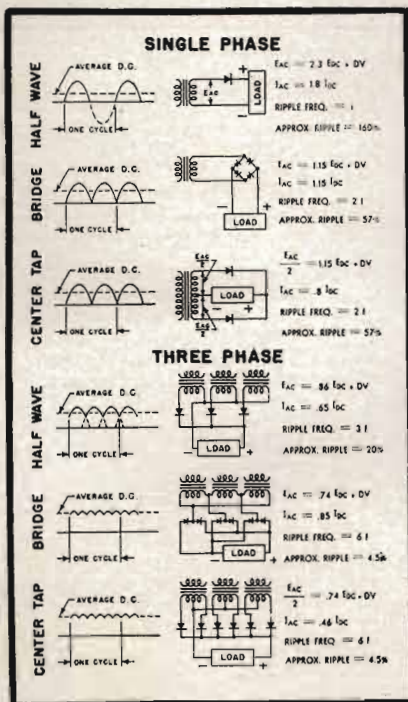 SINGLE PHASE
HALF WAVE
AVERAGE D.C.
ONE CYCLE
EAC
LOAD
− +
EAC = 2.3 EDC + DV
IAC = 1.8 IDC
RIPPLE FREQ. =
APPROX. RIPPLE = 160%
BRIDGE
AVERAGE D.C.
ONE CYCLE
− +
LOAD
EAC = 1.15 EDC + DV
IAC = 1.15 IDC
RIPPLE FREQ. = 2 f
APPROX. RIPPLE = 57%
CENTER TAP
AVERAGE D.C.
ONE CYCLE
EAC
2
− LOAD +
EAC
2
EAC
2 = 1.15 EDC + DV
IAC = .8 IDC
RIPPLE FREQ. = 2 f
APPROX. RIPPLE = 57%
THREE PHASE
HALF WAVE
AVERAGE D.C.
ONE CYCLE
− LOAD +
EAC = .86 EDC + DV
IAC = .65 IDC
RIPPLE FREQ. = 3 f
APPROX. RIPPLE = 20%
BRIDGE
AVERAGE D.C.
ONE CYCLE
− LOAD +
EAC = .74 EDC + DV
IAC = .85 IDC
RIPPLE FREQ. = 6 f
APPROX. RIPPLE = 4.5%
CENTER TAP
AVERAGE D.C.
ONE CYCLE
− LOAD +
EAC
2 = .74 EDC + DV
IAC = .46 IDC
RIPPLE FREQ = 6 f
APPROX. RIPPLE = 4.5%